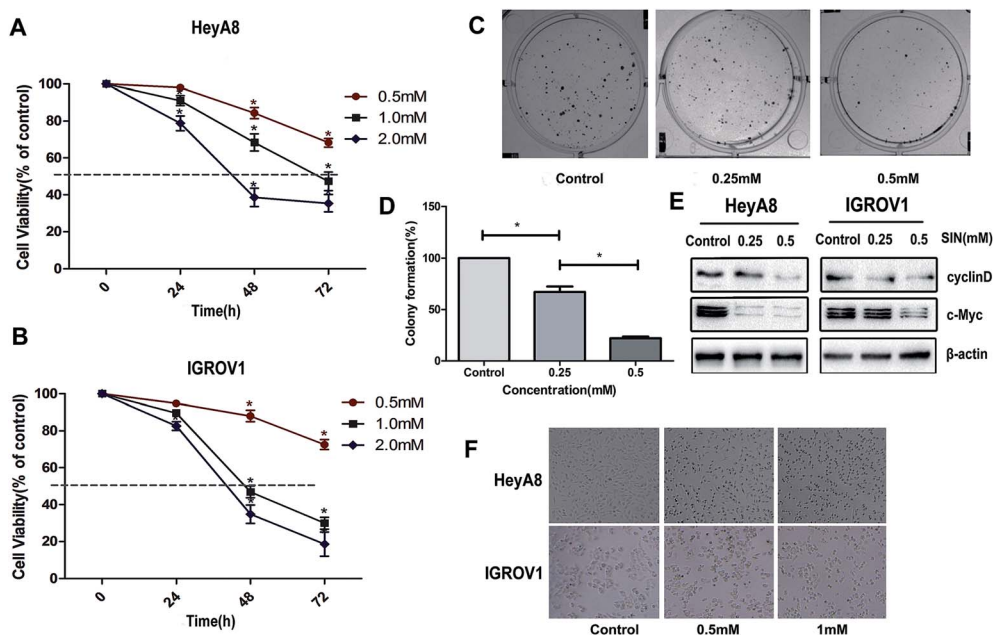 A
HeyA8
Cell Viability(% of control)
100
80
60
40
20
0
0
24
48
72
Time(h)
0.5mM
1.0mM
2.0mM
*
*
*
*
*
*
*
*
B
IGROV1
Cell Viability(% of control)
100
80
60
40
20
0
0
24
48
72
Time(h)
0.5mM
1.0mM
2.0mM
*
*
*
*
*
*
*
C
Control
0.25mM
0.5mM
D
Colony formation(%)
150
100
50
0
*
*
Control
0.25
0.5
Concentration(mM)
E
HeyA8 IGROV1
Control 0.25 0.5 Control 0.25 0.5 SIN(mM)
cyclinD
c-Myc
β-actin
F
HeyA8
IGROV1
Control 0.5mM 1mM